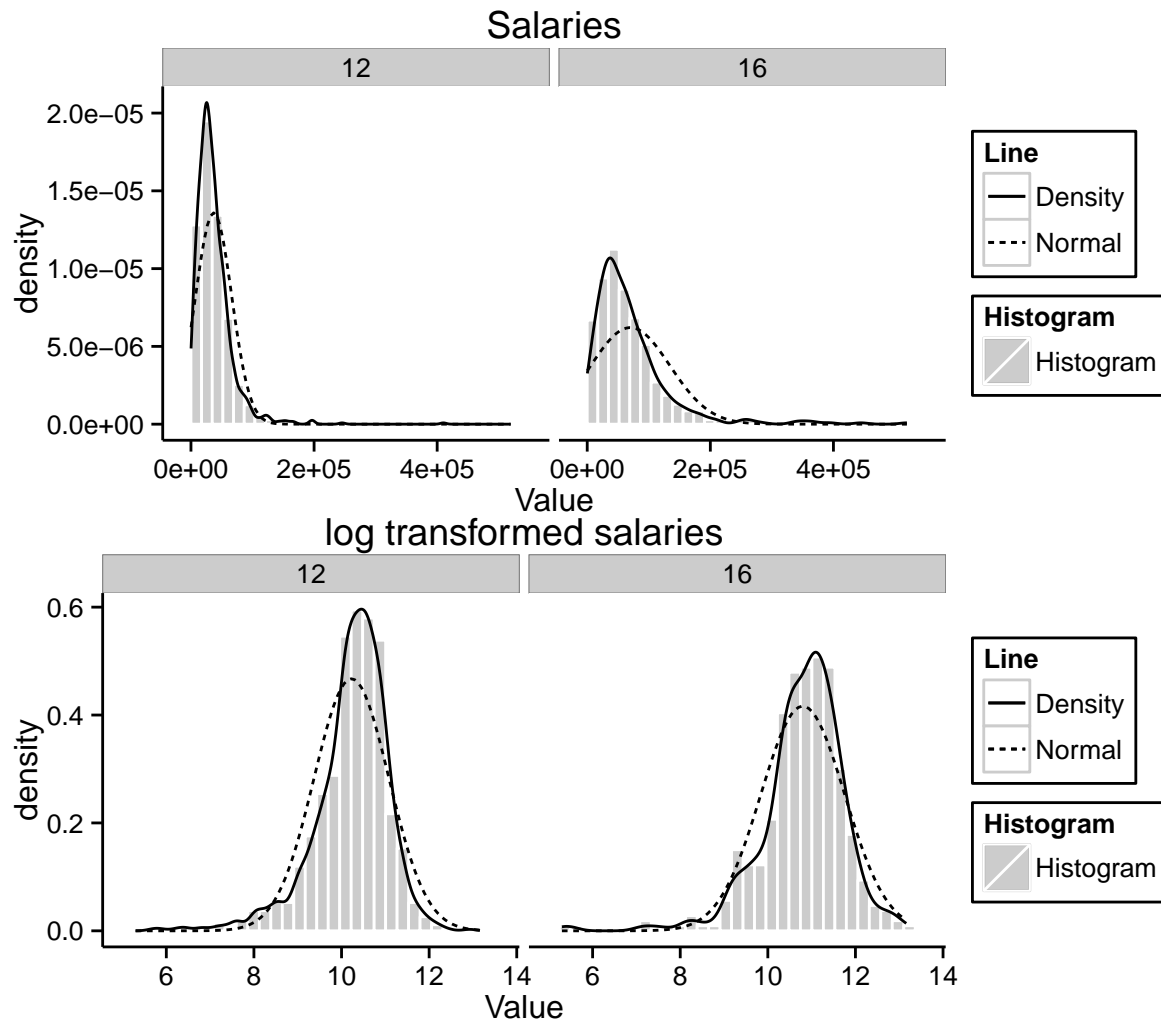 Salaries
12 16
2.0e−05
1.5e−05
1.0e−05
5.0e−06
0.0e+00
density
0e+00 2e+05 4e+05 0e+00 2e+05 4e+05
Value
Line
Density
Normal
Histogram
Histogram
log transformed salaries
12 16
0.6
0.4
0.2
0.0
density
6 8 10 12 14 6 8 10 12 14
Value
Line
Density
Normal
Histogram
Histogram